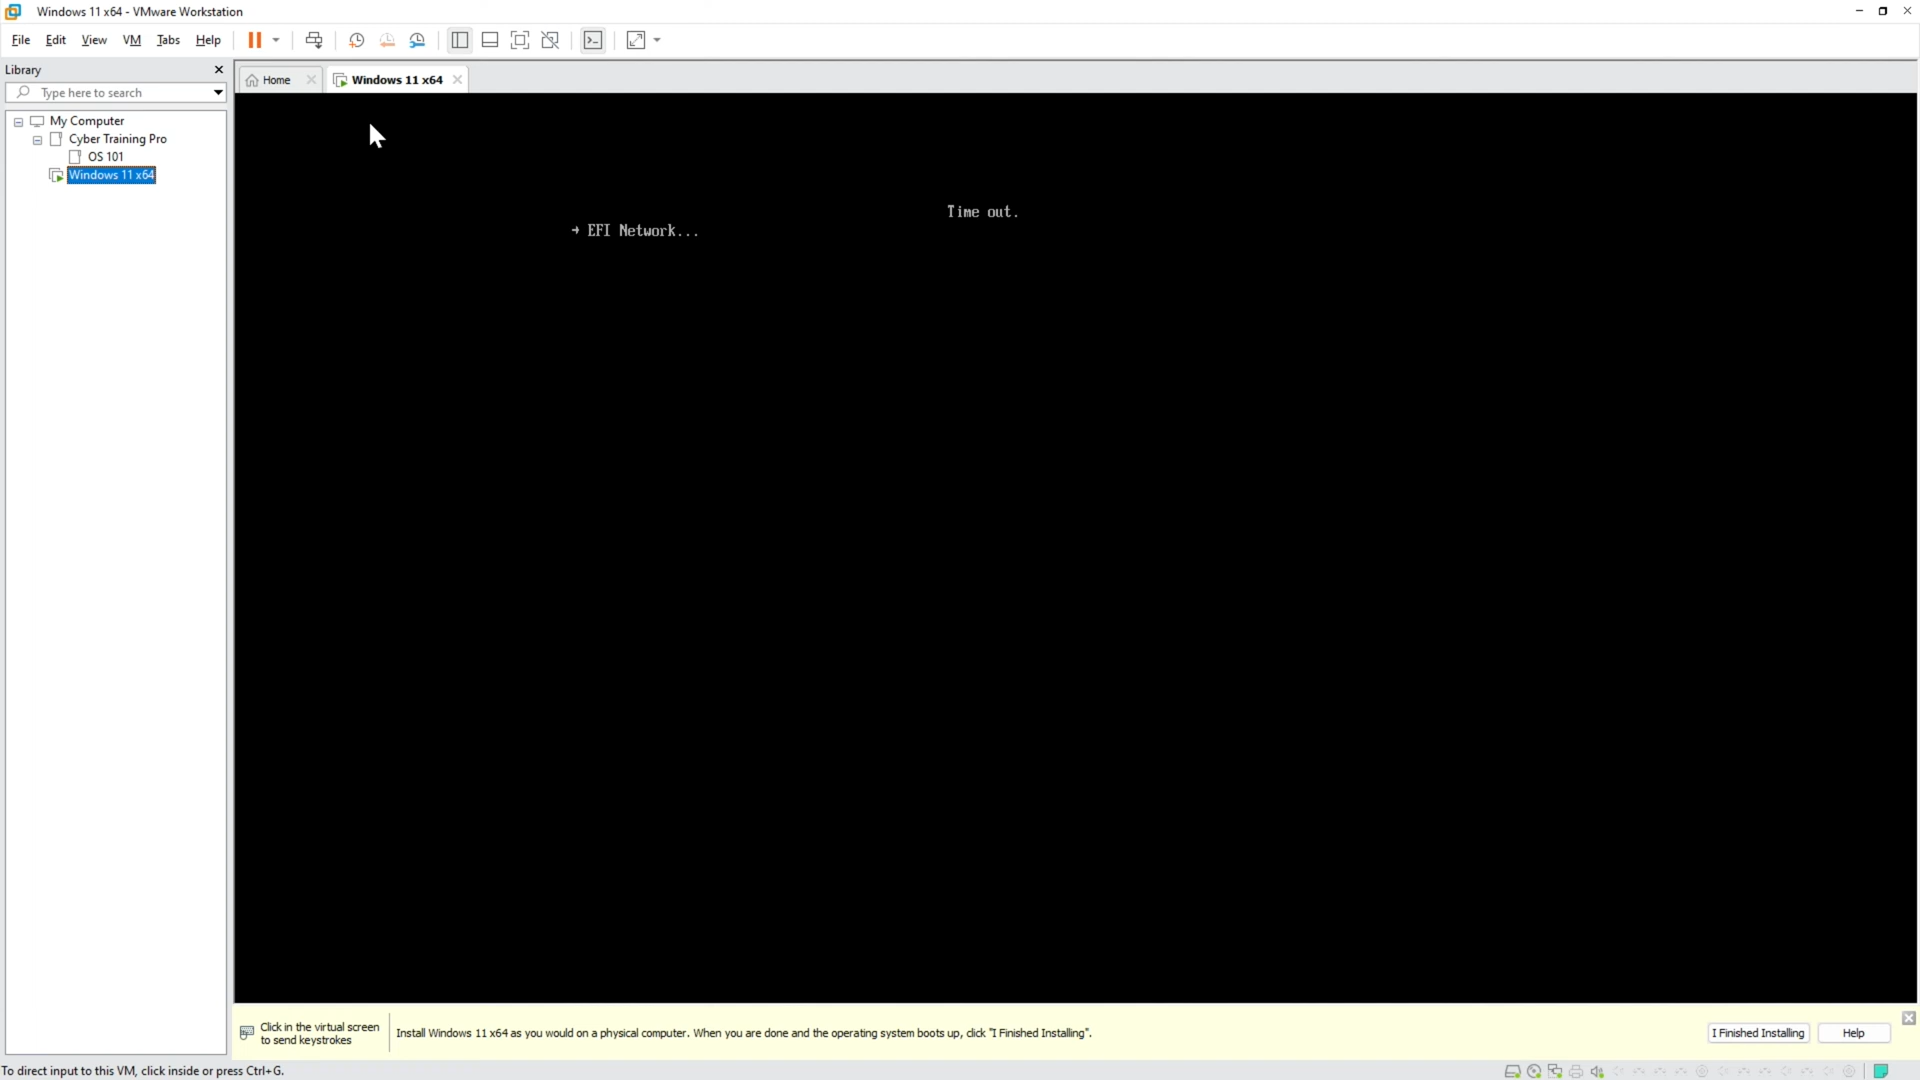 Windows 11 x64 - VMware Workstation
File Edit View VM Tabs Help
Library
Type here to search
My Computer
Cyber Training Pro
OS 101
Windows 11 x64
Home
Windows 11 x64
Time out.
→ EFI Network...
Click in the virtual screen
to send keystrokes
Install Windows 11 x64 as you would on a physical computer. When you are done and the operating system boots up, click "I Finished Installing".
I Finished Installing
Help
To direct input to this VM, click inside or press Ctrl+G.